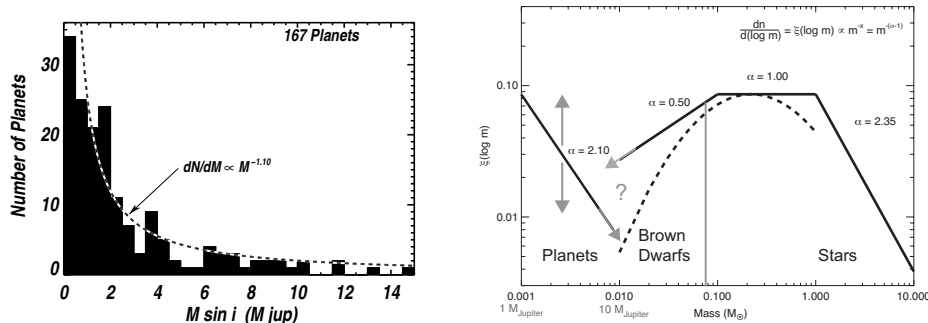 167 Planets
Number of Planets
30
20
10
0
dN/dM ∝ M^-1.10
0 2 4 6 8 10 12 14
M sin i (M jup)
dn/d(log m) = ξ(log m) ∝ m^-x = m^-(α-1)
ξ(log m)
0.10
0.01
α = 1.00
α = 0.50
α = 2.35
α = 2.10
?
Planets
Brown
Dwarfs
Stars
0.001 0.010 0.100 1.000 10.000
1 M Jupiter 10 M Jupiter Mass (M☉)